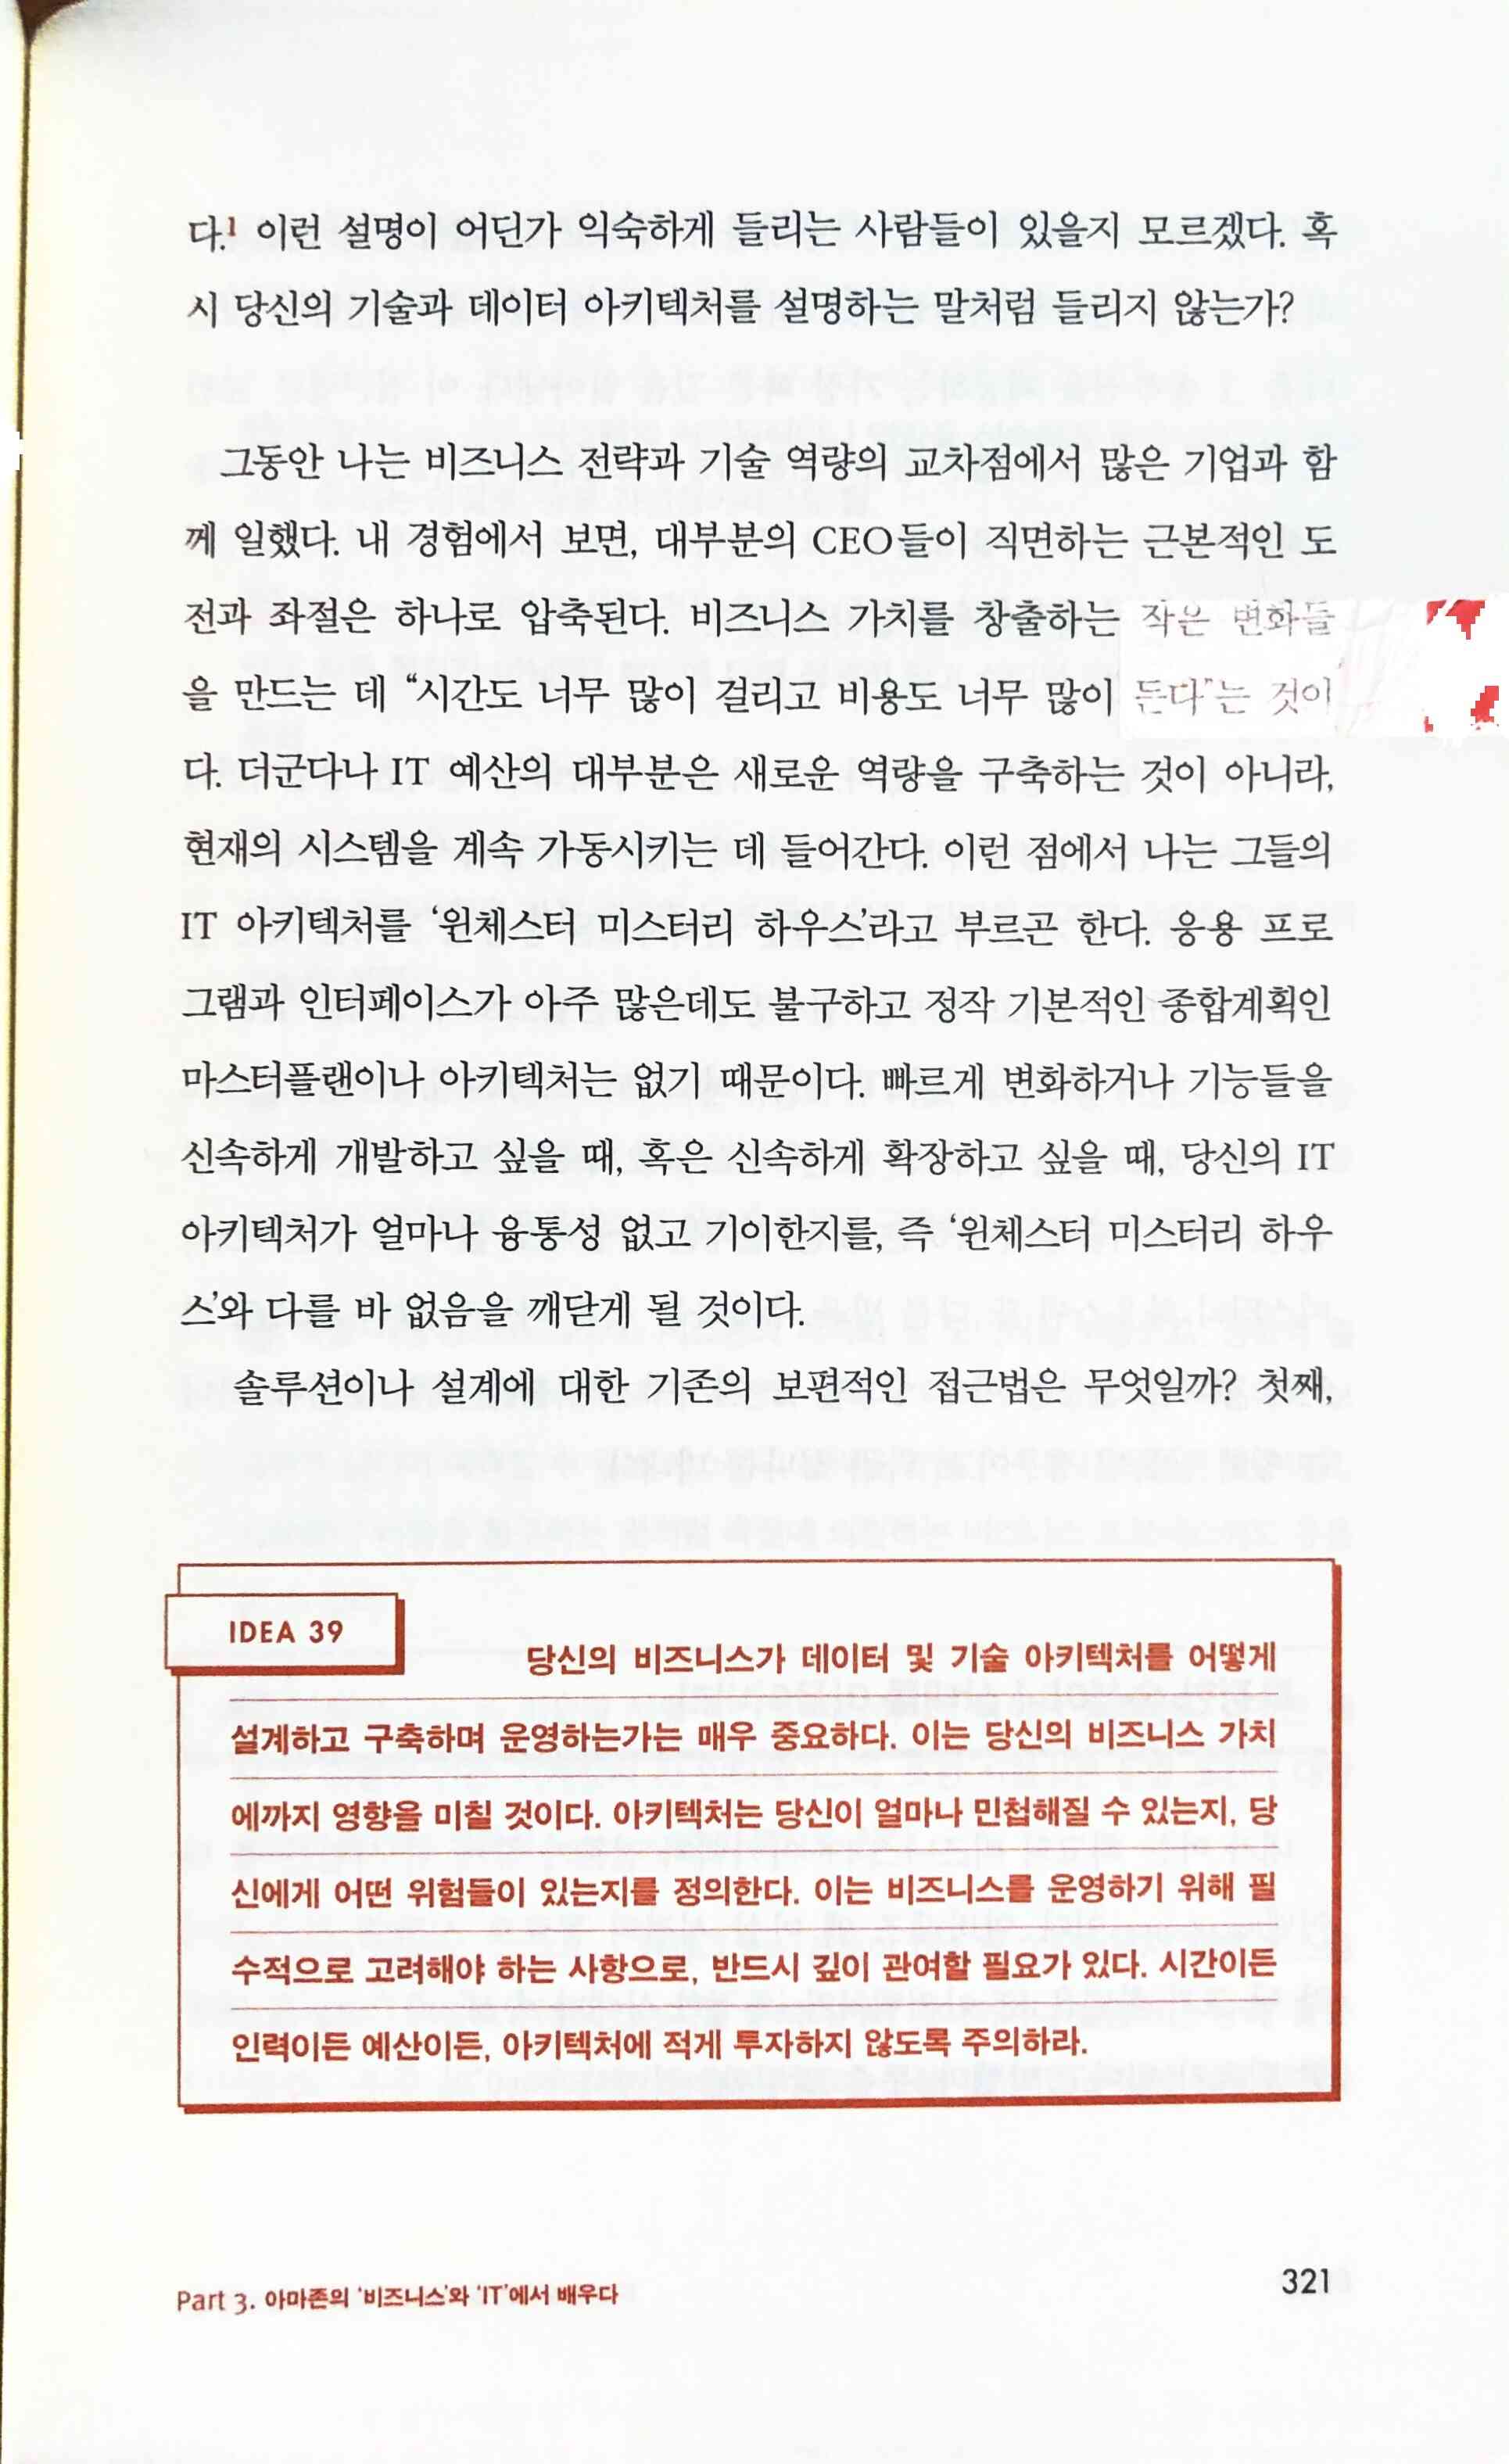 다.¹ 이런 설명이 어딘가 익숙하게 들리는 사람들이 있을지 모르겠다. 혹
시 당신의 기술과 데이터 아키텍처를 설명하는 말처럼 들리지 않는가?
그동안 나는 비즈니스 전략과 기술 역량의 교차점에서 많은 기업과 함
께 일했다. 내 경험에서 보면, 대부분의 CEO들이 직면하는 근본적인 도
전과 좌절은 하나로 압축된다. 비즈니스 가치를 창출하는 작은 변화들
을 만드는 데 “시간도 너무 많이 걸리고 비용도 너무 많이 든다”는 것이
다. 더군다나 IT 예산의 대부분은 새로운 역량을 구축하는 것이 아니라,
현재의 시스템을 계속 가동시키는 데 들어간다. 이런 점에서 나는 그들의
IT 아키텍처를 ‘윈체스터 미스터리 하우스’라고 부르곤 한다. 응용 프로
그램과 인터페이스가 아주 많은데도 불구하고 정작 기본적인 종합계획인
마스터플랜이나 아키텍처는 없기 때문이다. 빠르게 변화하거나 기능들을
신속하게 개발하고 싶을 때, 혹은 신속하게 확장하고 싶을 때, 당신의 IT
아키텍처가 얼마나 융통성 없고 기이한지를, 즉 ‘윈체스터 미스터리 하우
스’와 다를 바 없음을 깨닫게 될 것이다.
솔루션이나 설계에 대한 기존의 보편적인 접근법은 무엇일까? 첫째,
IDEA 39
당신의 비즈니스가 데이터 및 기술 아키텍처를 어떻게
설계하고 구축하며 운영하는가는 매우 중요하다. 이는 당신의 비즈니스 가치
에까지 영향을 미칠 것이다. 아키텍처는 당신이 얼마나 민첩해질 수 있는지, 당
신에게 어떤 위험들이 있는지를 정의한다. 이는 비즈니스를 운영하기 위해 필
수적으로 고려해야 하는 사항으로, 반드시 깊이 관여할 필요가 있다. 시간이든
인력이든 예산이든, 아키텍처에 적게 투자하지 않도록 주의하라.
Part 3. 아마존의 ‘비즈니스’와 ‘IT’에서 배우다
321